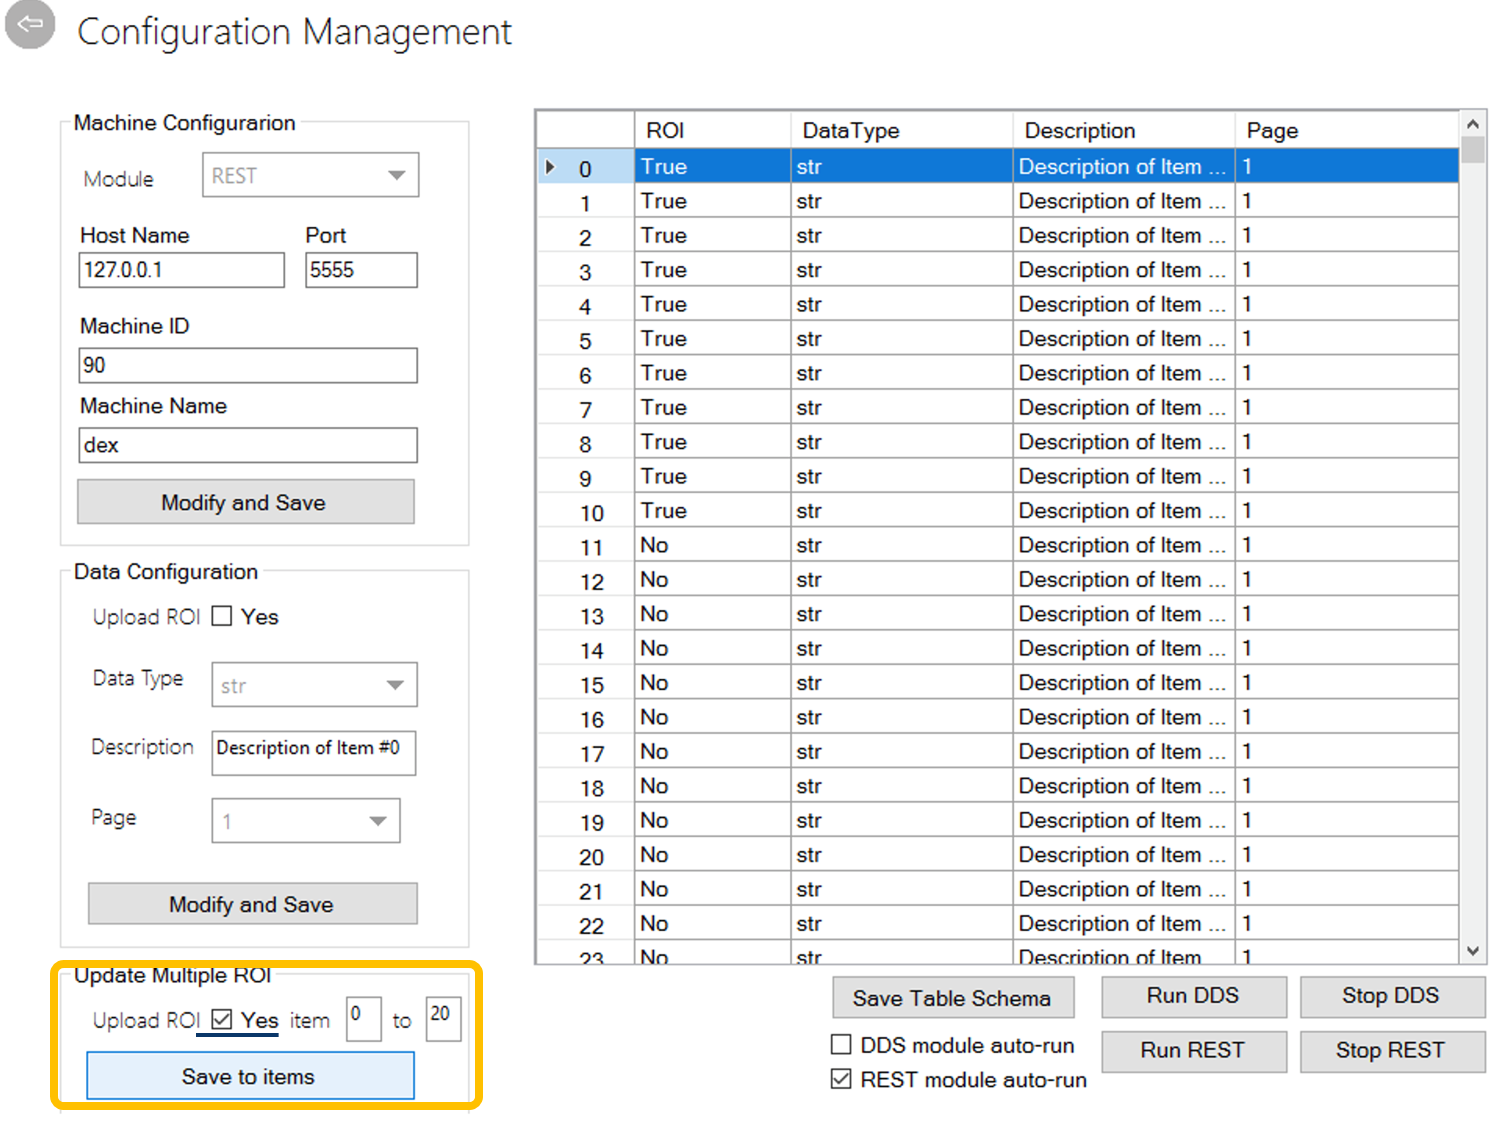 Configuration Management
Machine Configurarion
Module REST
Host Name Port
127.0.0.1 5555
Machine ID
90
Machine Name
dex
Modify and Save
Data Configuration
Upload ROI Yes
Data Type str
Description Description of Item #0
Page 1
Modify and Save
Update Multiple ROI
Upload ROI Yes item 0 to 20
Save to items
ROI DataType Description Page
0 True str Description of Item ... 1
1 True str Description of Item ... 1
2 True str Description of Item ... 1
3 True str Description of Item ... 1
4 True str Description of Item ... 1
5 True str Description of Item ... 1
6 True str Description of Item ... 1
7 True str Description of Item ... 1
8 True str Description of Item ... 1
9 True str Description of Item ... 1
10 True str Description of Item ... 1
11 No str Description of Item ... 1
12 No str Description of Item ... 1
13 No str Description of Item ... 1
14 No str Description of Item ... 1
15 No str Description of Item ... 1
16 No str Description of Item ... 1
17 No str Description of Item ... 1
18 No str Description of Item ... 1
19 No str Description of Item ... 1
20 No str Description of Item ... 1
21 No str Description of Item ... 1
22 No str Description of Item ... 1
23 No str Description of Item ... 1
Save Table Schema Run DDS Stop DDS
DDS module auto-run Run REST Stop REST
REST module auto-run